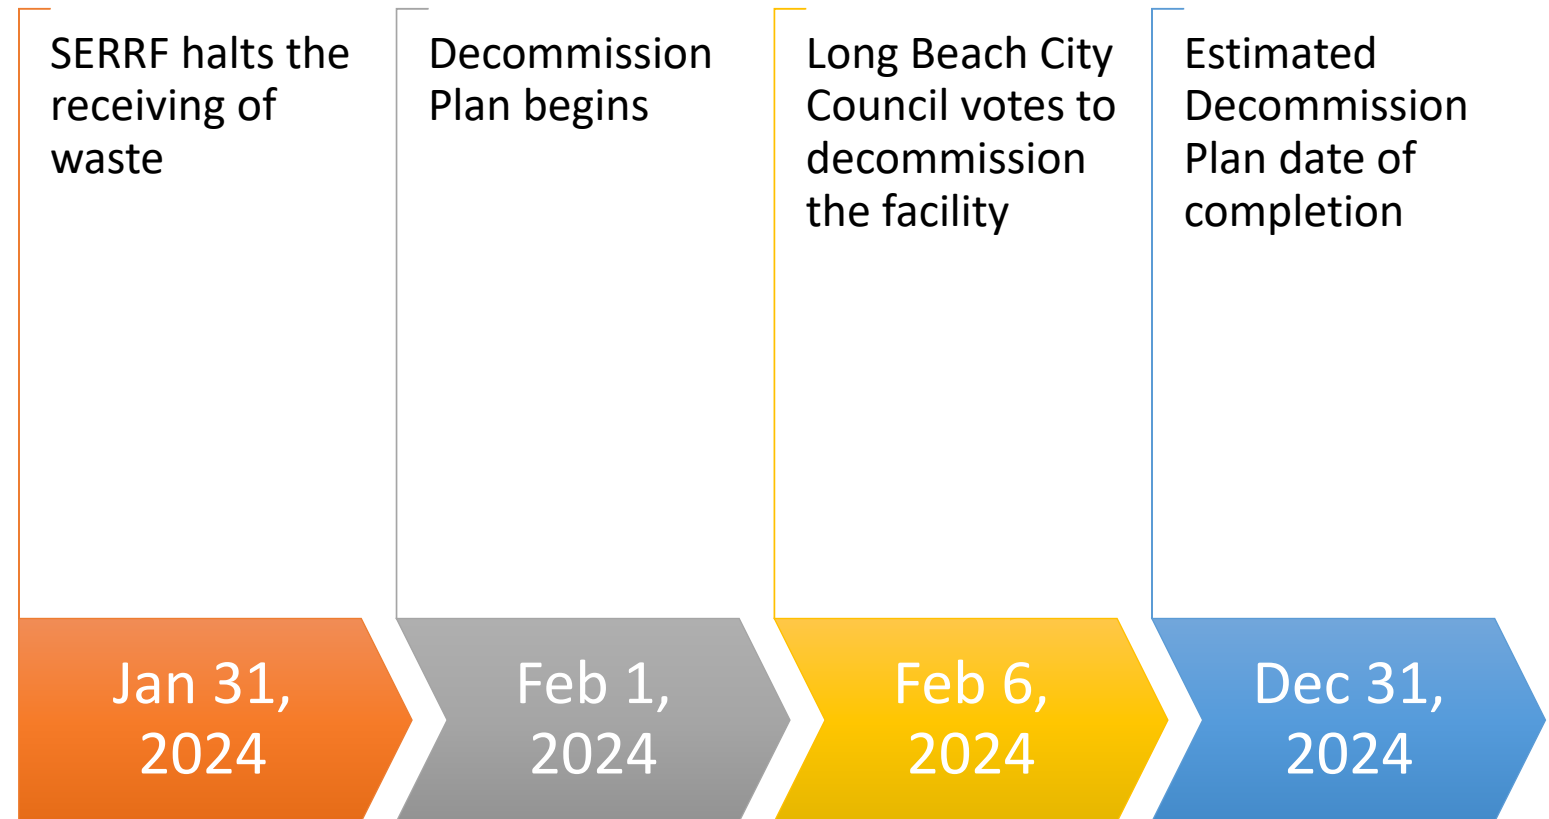 SERRF halts the
receiving of
waste
Decommission
Plan begins
Long Beach City
Council votes to
decommission
the facility
Estimated
Decommission
Plan date of
completion
Jan 31,
2024
Feb 1,
2024
Feb 6,
2024
Dec 31,
2024